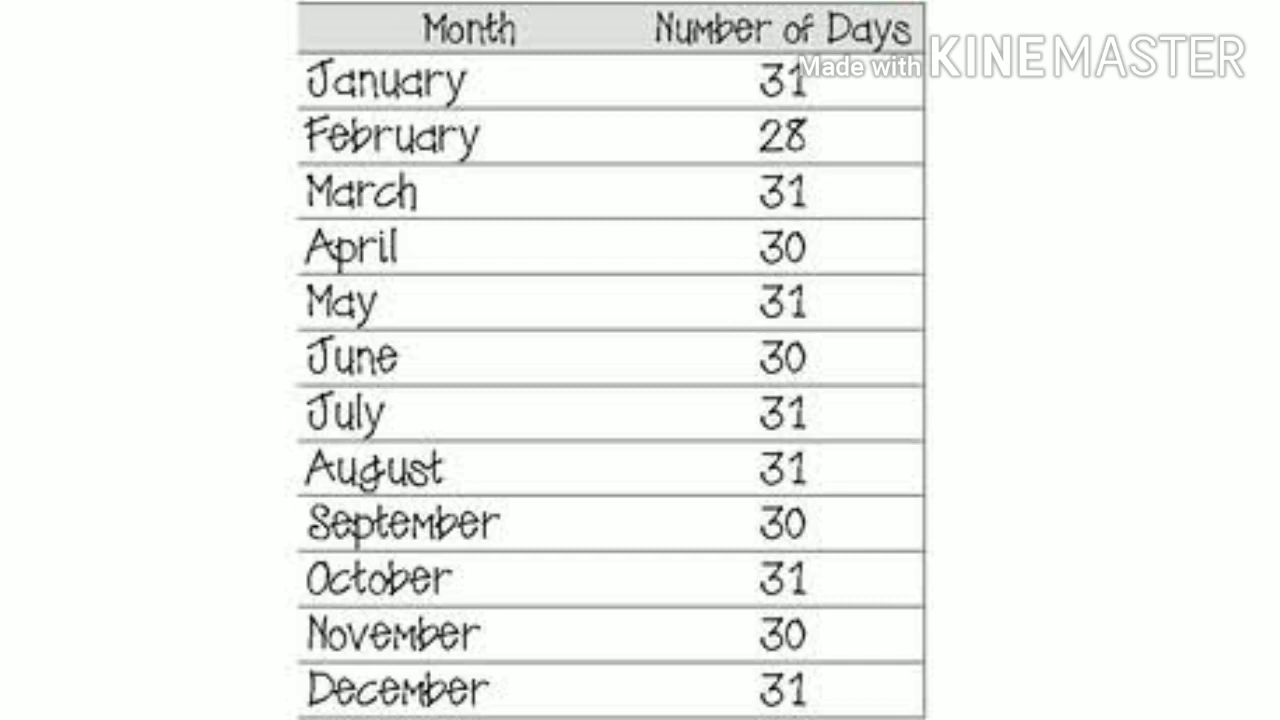 Month Number of Days
Made with KINEMASTER
January 31
February 28
March 31
April 30
May 31
June 30
July 31
August 31
September 30
October 31
November 30
December 31